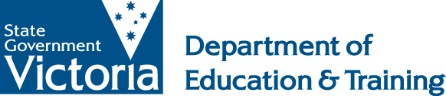 State
Government
Victoria
Department of
Education & Training